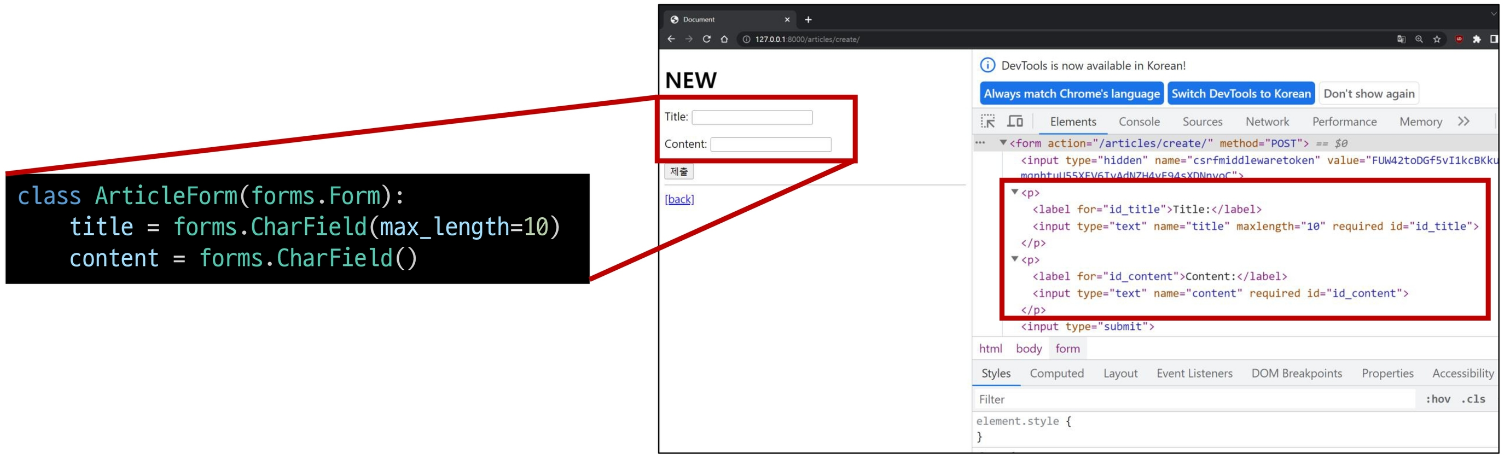 class ArticleForm(forms.Form):
title = forms.CharField(max_length=10)
content = forms.CharField()
Document
127.0.0.1:8000/articles/create/
NEW
Title:
Content:
제출
[back]
DevTools is now available in Korean!
Always match Chrome's language
Switch DevTools to Korean
Don't show again
Elements
Console
Sources
Network
Performance
Memory
<form action="/articles/create/" method="POST"> == $0
<input type="hidden" name="csrfmiddlewaretoken" value="FUW42toDGf5vI1kcBKku
<p>
<label for="id_title">Title:</label>
<input type="text" name="title" maxlength="10" required id="id_title">
</p>
<p>
<label for="id_content">Content:</label>
<input type="text" name="content" required id="id_content">
</p>
<input type="submit">
html body form
Styles
Computed
Layout
Event Listeners
DOM Breakpoints
Properties
Accessibility
Filter
:hov .cls
element.style {
}